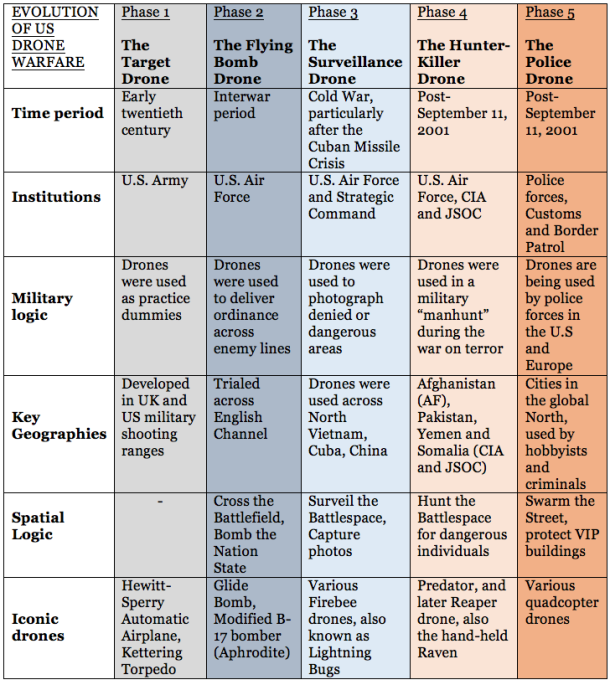 EVOLUTION
OF US
DRONE
WARFARE
Phase 1
The
Target
Drone
Phase 2
The Flying
Bomb
Drone
Phase 3
The
Surveillance
Drone
Phase 4
The Hunter-
Killer
Drone
Phase 5
The
Police
Drone
Time period
Early
twentieth
century
Interwar
period
Cold War,
particularly
after the
Cuban Missile
Crisis
Post-
September 11,
2001
Post-
September
11, 2001
Institutions
U.S. Army
U.S. Air
Force
U.S. Air Force
and Strategic
Command
U.S. Air
Force, CIA
and JSOC
Police
forces,
Customs
and Border
Patrol
Military
logic
Drones
were used
as practice
dummies
Drones
were used
to deliver
ordinance
across
enemy lines
Drones were
used to
photograph
denied or
dangerous
areas
Drones were
used in a
military
“manhunt”
during the
war on terror
Drones are
being used
by police
forces in
the U.S
and
Europe
Key
Geographies
Developed
in UK and
US military
shooting
ranges
Trialed
across
English
Channel
Drones were
used across
North
Vietnam,
Cuba, China
Afghanistan
(AF),
Pakistan,
Yemen and
Somalia (CIA
and JSOC)
Cities in
the global
North,
used by
hobbyists
and
criminals
Spatial
Logic
-
Cross the
Battlefield,
Bomb the
Nation
State
Surveil the
Battlespace,
Capture
photos
Hunt the
Battlespace
for dangerous
individuals
Swarm the
Street,
protect VIP
buildings
Iconic
drones
Hewitt-
Sperry
Automatic
Airplane,
Kettering
Torpedo
Glide
Bomb,
Modified B-
17 bomber
(Aphrodite)
Various
Firebee
drones, also
known as
Lightning
Bugs
Predator, and
later Reaper
drone, also
the hand-held
Raven
Various
quadcopter
drones